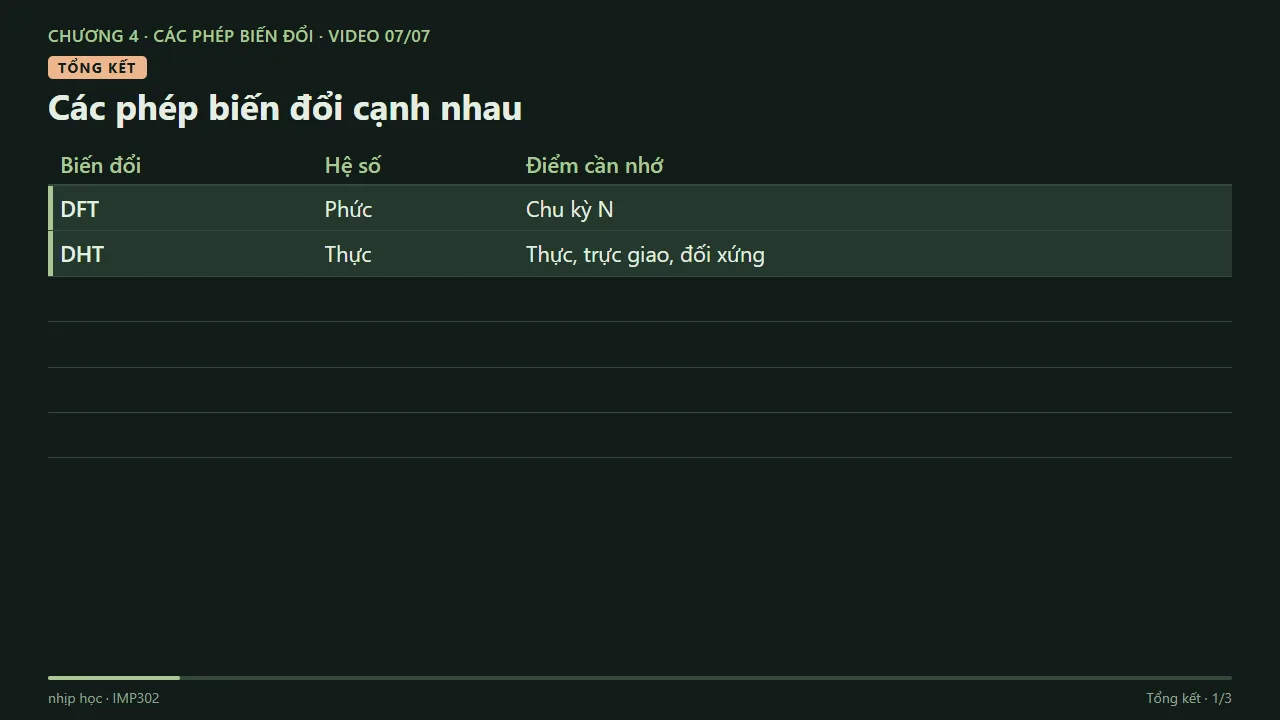 CHƯƠNG 4 · CÁC PHÉP BIẾN ĐỔI · VIDEO 07/07
TỔNG KẾT
Các phép biến đổi cạnh nhau
Biến đổi Hệ số Điểm cần nhớ
DFT Phức Chu kỳ N
DHT Thực Thực, trực giao, đối xứng
nhịp học · IMP302 Tổng kết · 1/3